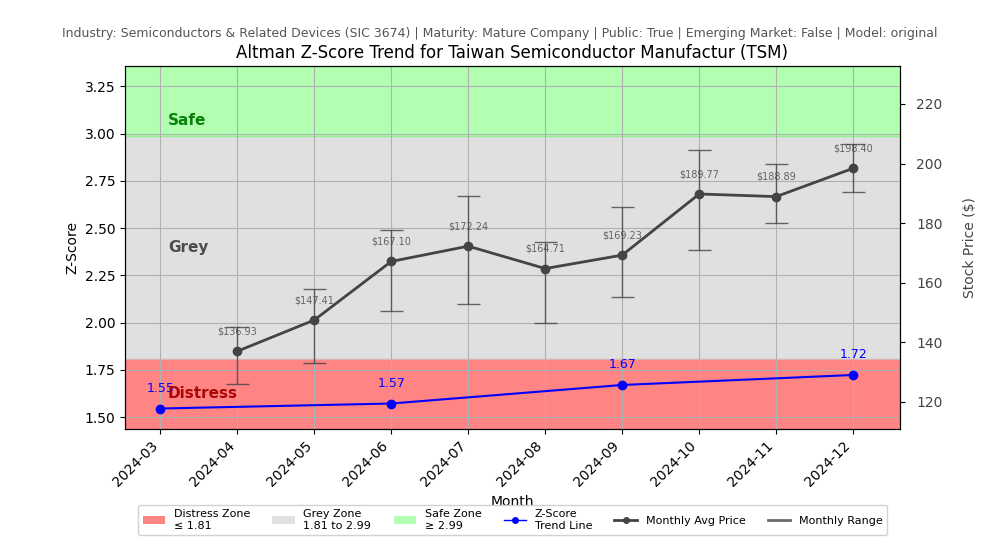 Industry: Semiconductors & Related Devices (SIC 3674) | Maturity: Mature Company | Public: True | Emerging Market: False | Model: original
Altman Z-Score Trend for Taiwan Semiconductor Manufactur (TSM)
Z-Score
3.25
3.00
2.75
2.50
2.25
2.00
1.75
1.50
Safe
Grey
Distress
$136.93
$147.41
$167.10
$172.24
$164.71
$169.23
$189.77
$188.89
$198.40
1.55
1.57
1.67
1.72
220
200
180
160
140
120
Stock Price ($)
2024-03
2024-04
2024-05
2024-06
2024-07
2024-08
2024-09
2024-10
2024-11
2024-12
Month
Distress Zone
≤ 1.81
Grey Zone
1.81 to 2.99
Safe Zone
≥ 2.99
Z-Score
Trend Line
Monthly Avg Price
Monthly Range